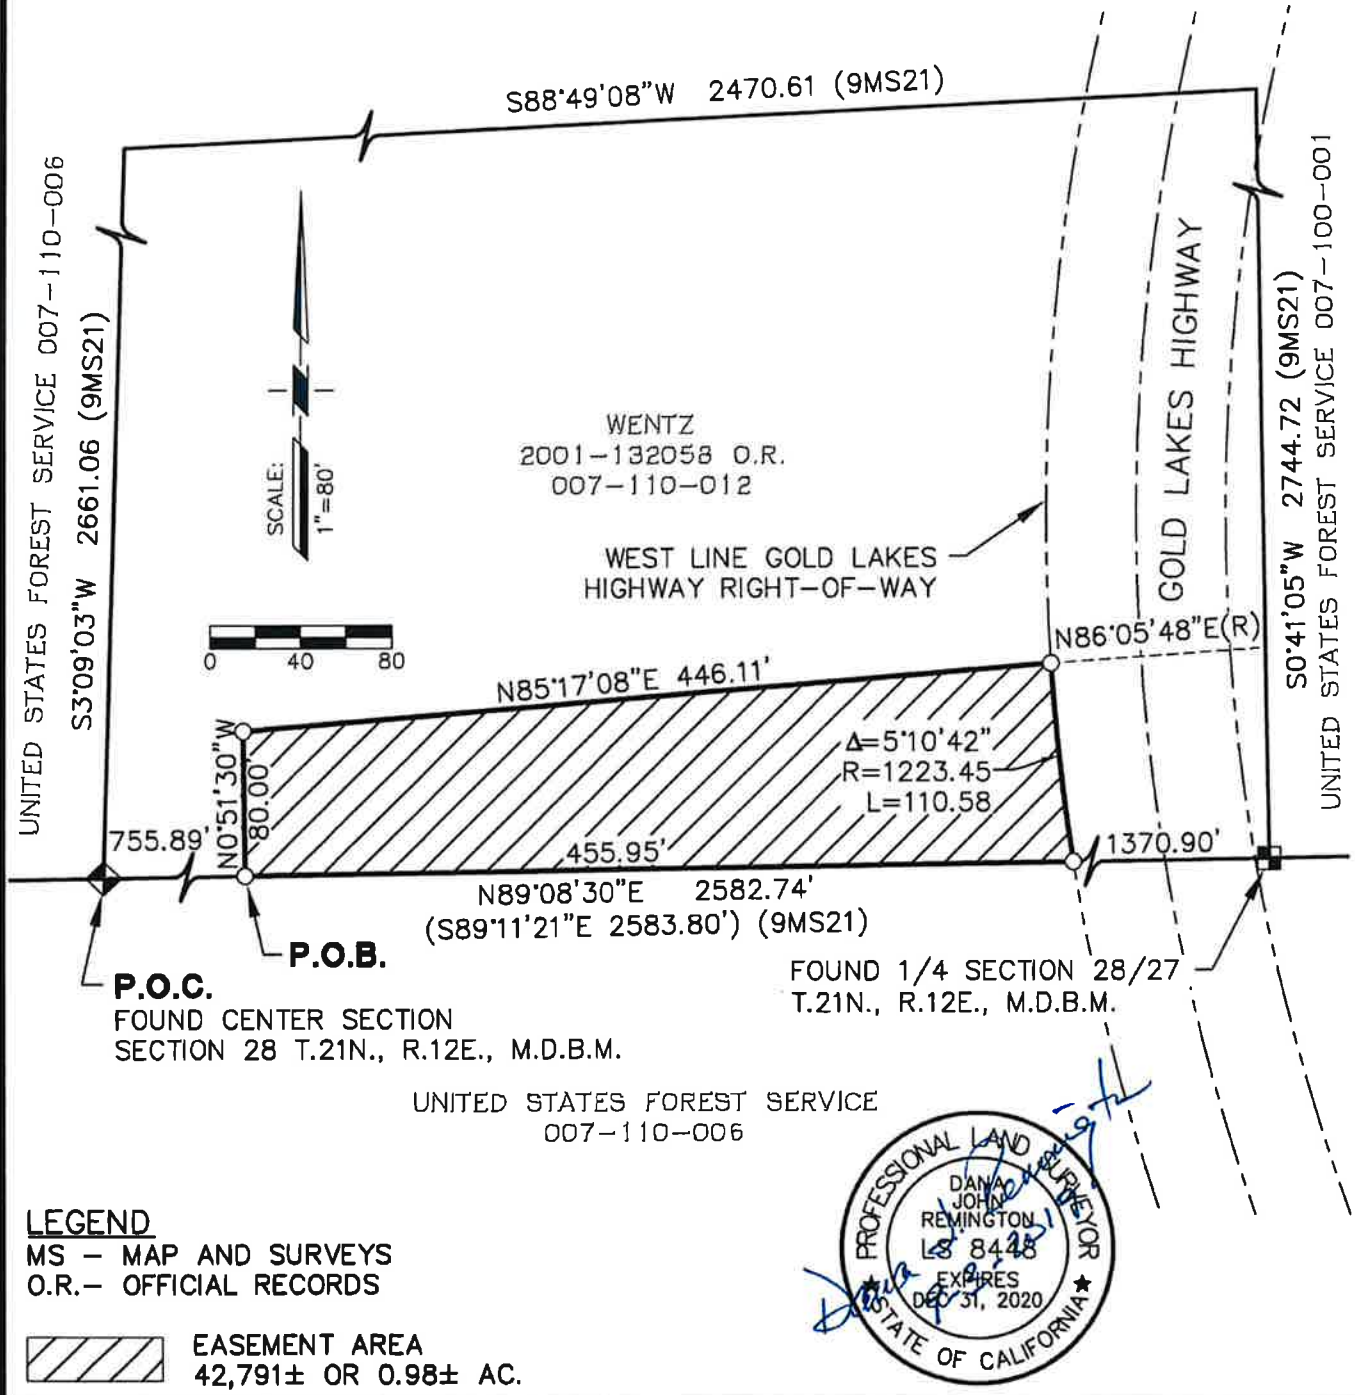 S88°49'08"W 2470.61 (9MS21)
UNITED STATES FOREST SERVICE 007-110-006
S3°09'03"W 2661.06 (9MS21)
SCALE:
1"=80'
0 40 80
WENTZ
2001-132058 O.R.
007-110-012
WEST LINE GOLD LAKES
HIGHWAY RIGHT-OF-WAY
GOLD LAKES HIGHWAY
S0°41'05"W 2744.72 (9MS21)
UNITED STATES FOREST SERVICE 007-100-001
N86°05'48"E(R)
N85°17'08"E 446.11'
N0°51'30"W
80.00'
Δ=5°10'42"
R=1223.45
L=110.58
755.89'
455.95'
1370.90'
N89°08'30"E 2582.74'
(S89°11'21"E 2583.80') (9MS21)
P.O.B.
P.O.C.
FOUND CENTER SECTION
SECTION 28 T.21N., R.12E., M.D.B.M.
FOUND 1/4 SECTION 28/27
T.21N., R.12E., M.D.B.M.
UNITED STATES FOREST SERVICE
007-110-006
PROFESSIONAL LAND SURVEYOR
DANA
JOHN
REMINGTON
LS 8448
EXPIRES
DEC 31, 2020
STATE OF CALIFORNIA
LEGEND
MS - MAP AND SURVEYS
O.R.- OFFICIAL RECORDS
EASEMENT AREA
42,791± OR 0.98± AC.